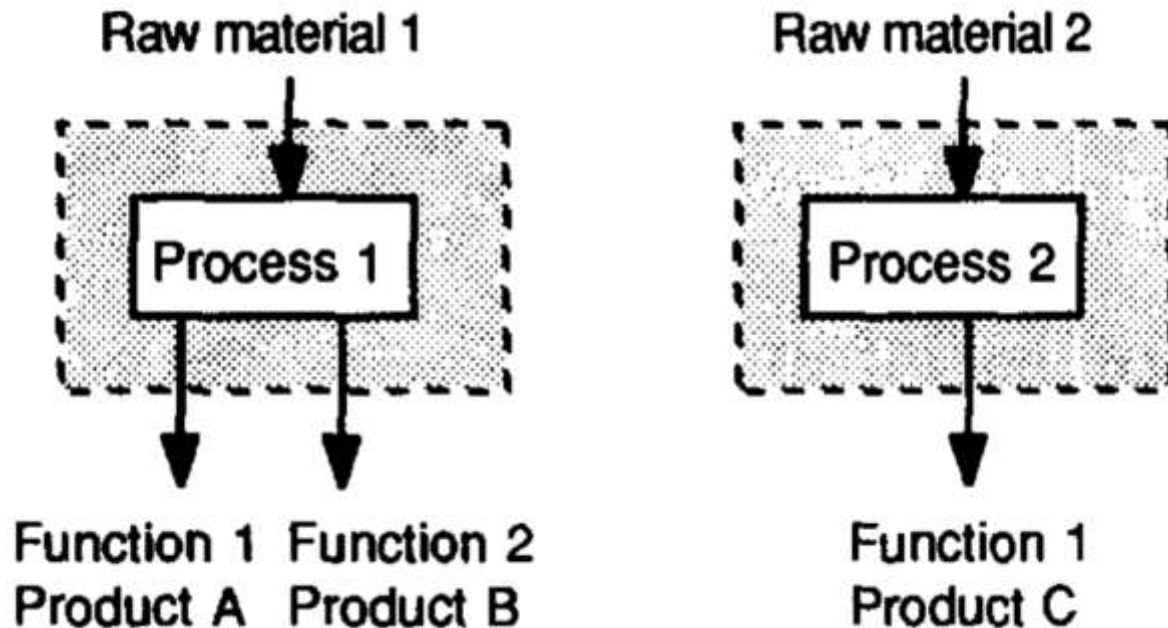 Raw material 1
Raw material 2
Process 1
Process 2
Function 1 Function 2
Product A Product B
Function 1
Product C